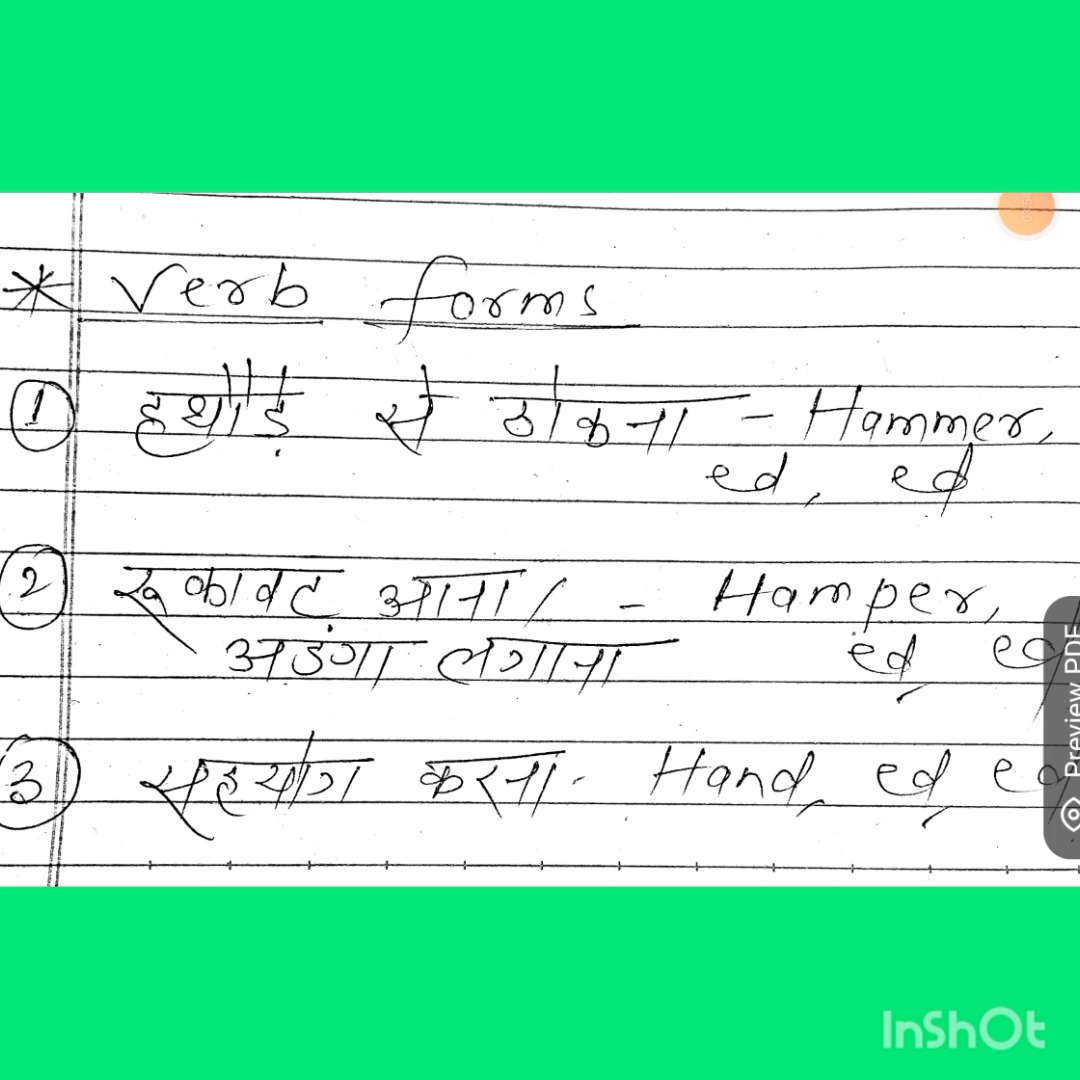 * Verb forms
① हथौड़े से ठोकना - Hammer,
ed, ed
② रूकावट आना / - Hamper,
अडंगा लगाना ed, ed
③ सहयोग करना - Hand, ed, ed
Preview PDF
InShOt